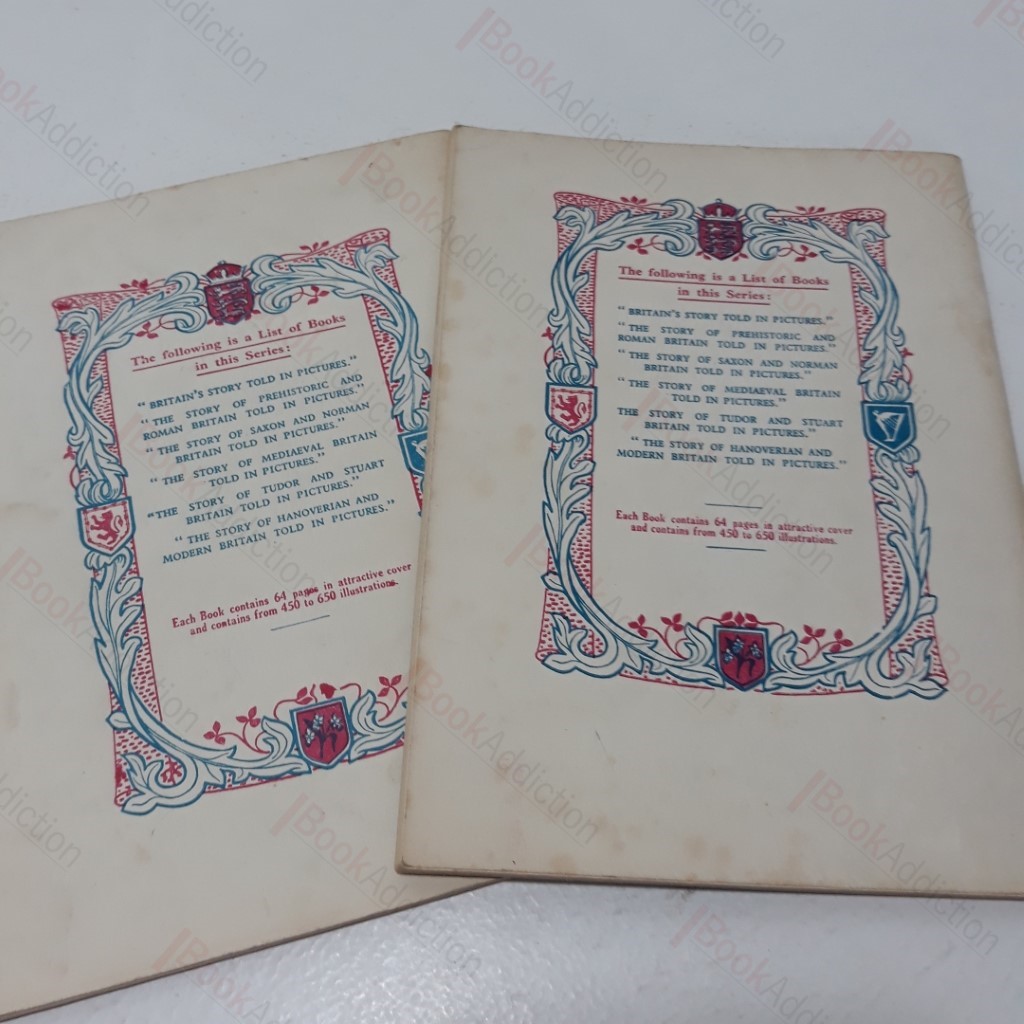 The following is a List of Books
in this Series:
" BRITAIN'S STORY TOLD IN PICTURES."
" THE STORY OF PREHISTORIC AND
ROMAN BRITAIN TOLD IN PICTURES."
" THE STORY OF SAXON AND NORMAN
BRITAIN TOLD IN PICTURES."
" THE STORY OF MEDIAEVAL BRITAIN
TOLD IN PICTURES."
"THE STORY OF TUDOR AND STUART
BRITAIN TOLD IN PICTURES."
" THE STORY OF HANOVERIAN AND
MODERN BRITAIN TOLD IN PICTURES."
Each Book contains 64 pages in attractive cover
and contains from 450 to 650 illustrations.
The following is a List of Books
in this Series:
" BRITAIN'S STORY TOLD IN PICTURES."
" THE STORY OF PREHISTORIC AND
ROMAN BRITAIN TOLD IN PICTURES."
" THE STORY OF SAXON AND NORMAN
BRITAIN TOLD IN PICTURES."
" THE STORY OF MEDIAEVAL BRITAIN
TOLD IN PICTURES."
THE STORY OF TUDOR AND STUART
BRITAIN TOLD IN PICTURES."
" THE STORY OF HANOVERIAN AND
MODERN BRITAIN TOLD IN PICTURES."
Each Book contains 64 pages in attractive cover
and contains from 450 to 650 illustrations.
BookAddiction